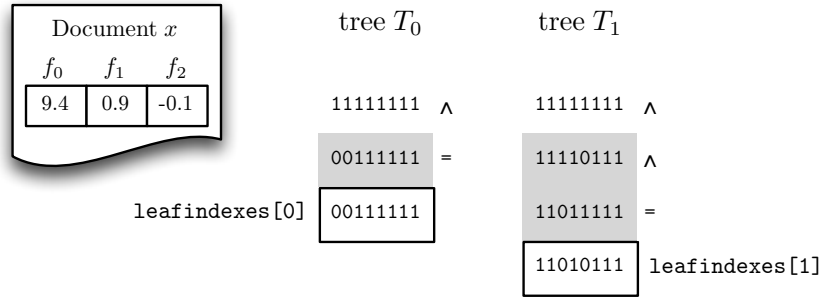 Document x
f0 f1 f2
9.4 0.9 -0.1
tree T0 tree T1
11111111 ∧ 11111111 ∧
00111111 = 11110111 ∧
leafindexes[0] 00111111 11011111 =
11010111 leafindexes[1]